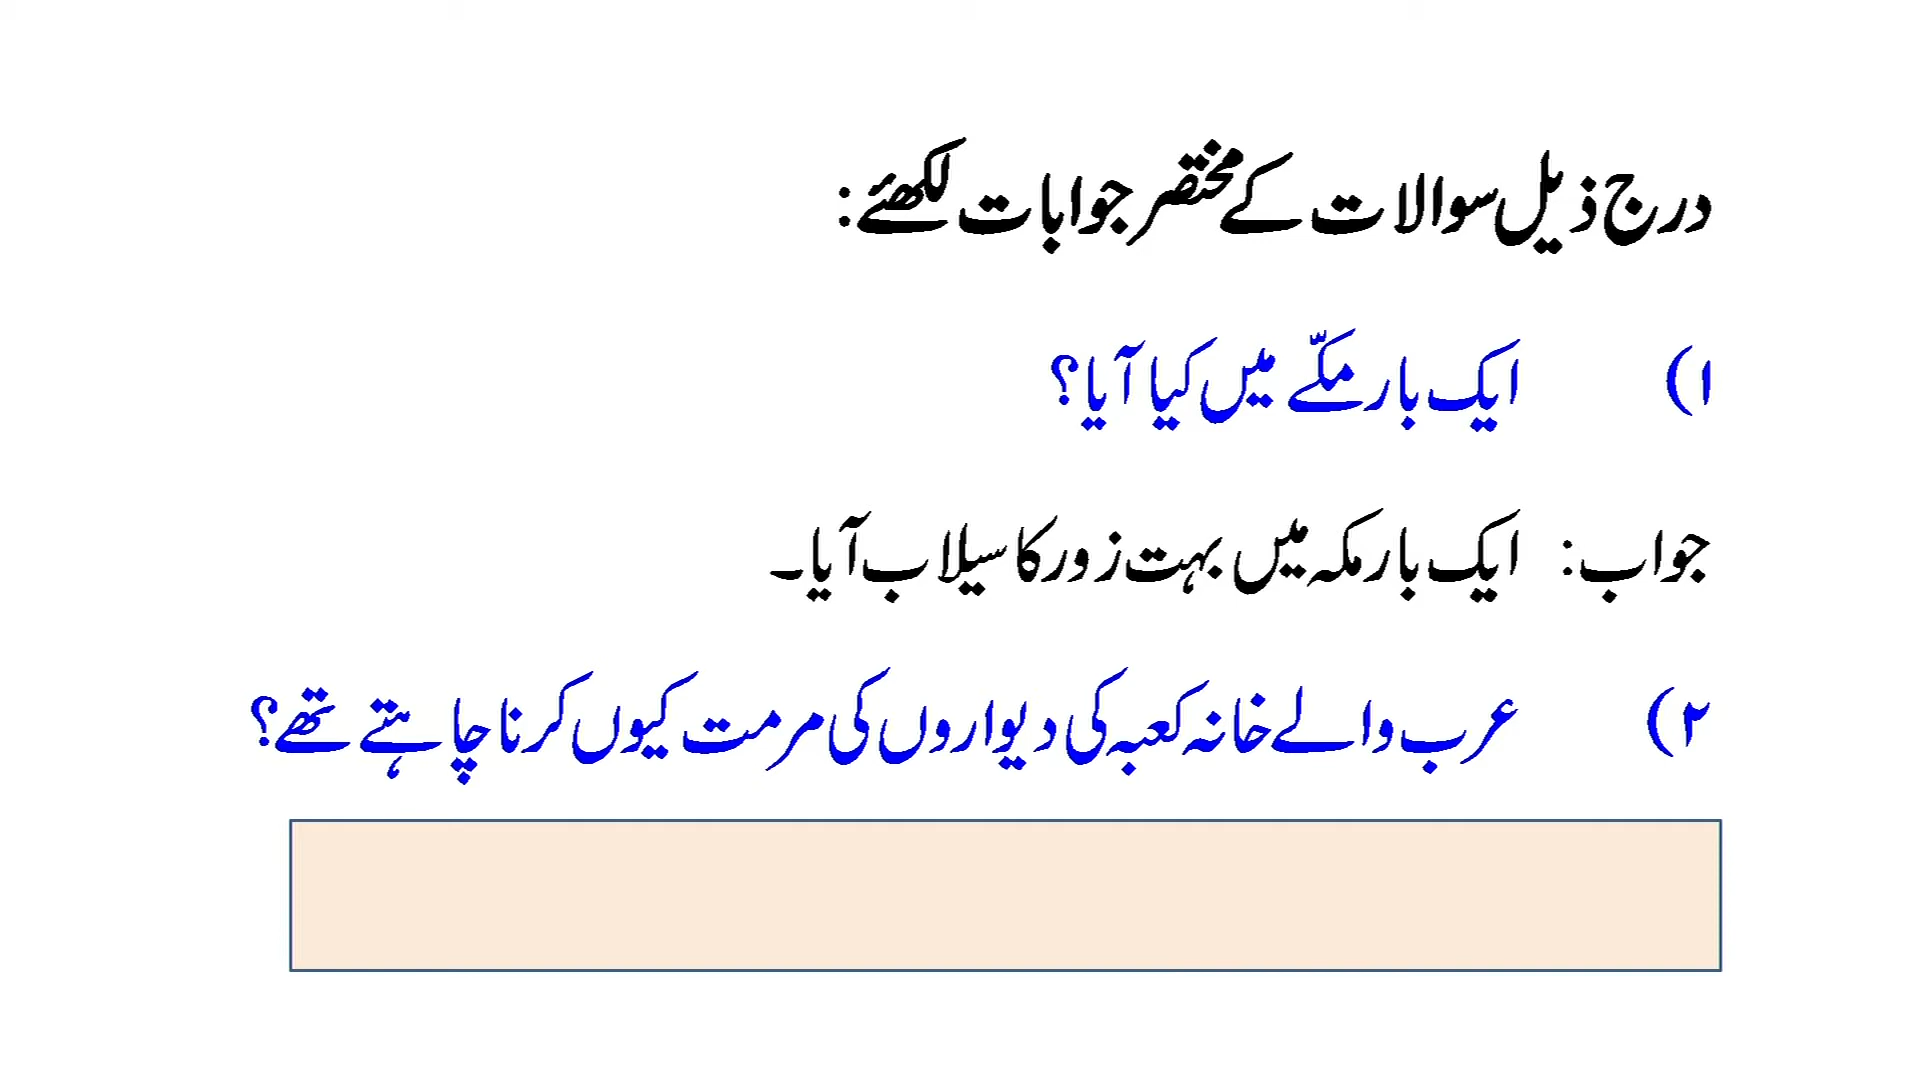 درج ذیل سوالات کے مختصر جوابات لکھئے:
۱) ایک بار مکّے میں کیا آیا؟
جواب: ایک بار مکہ میں بہت زور کا سیلاب آیا۔
۲) عرب والے خانہ کعبہ کی دیواروں کی مرمت کیوں کرنا چاہتے تھے؟